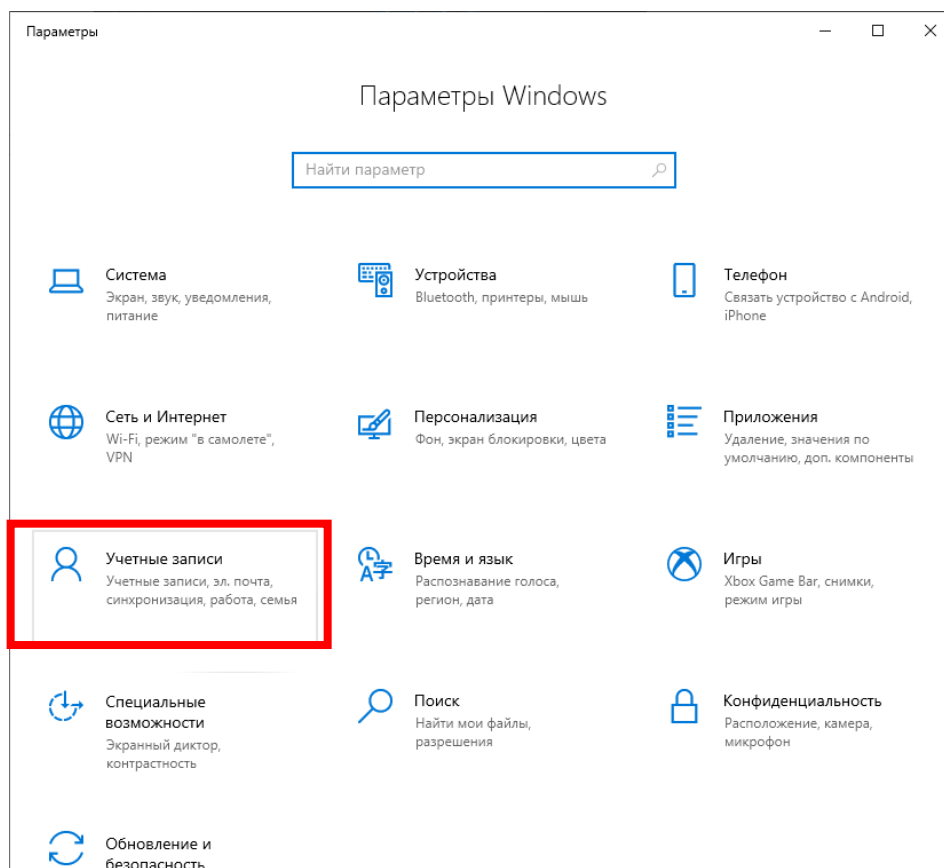 Параметры
Параметры Windows
Найти параметр
Система
Экран, звук, уведомления,
питание
Устройства
Bluetooth, принтеры, мышь
Телефон
Связать устройство с Android,
iPhone
Сеть и Интернет
Wi-Fi, режим "в самолете",
VPN
Персонализация
Фон, экран блокировки, цвета
Приложения
Удаление, значения по
умолчанию, доп. компоненты
Учетные записи
Учетные записи, эл. почта,
синхронизация, работа, семья
Время и язык
Распознавание голоса,
регион, дата
Игры
Xbox Game Bar, снимки,
режим игры
Специальные
возможности
Экранный диктор,
контрастность
Поиск
Найти мои файлы,
разрешения
Конфиденциальность
Расположение, камера,
микрофон
Обновление и
безопасность